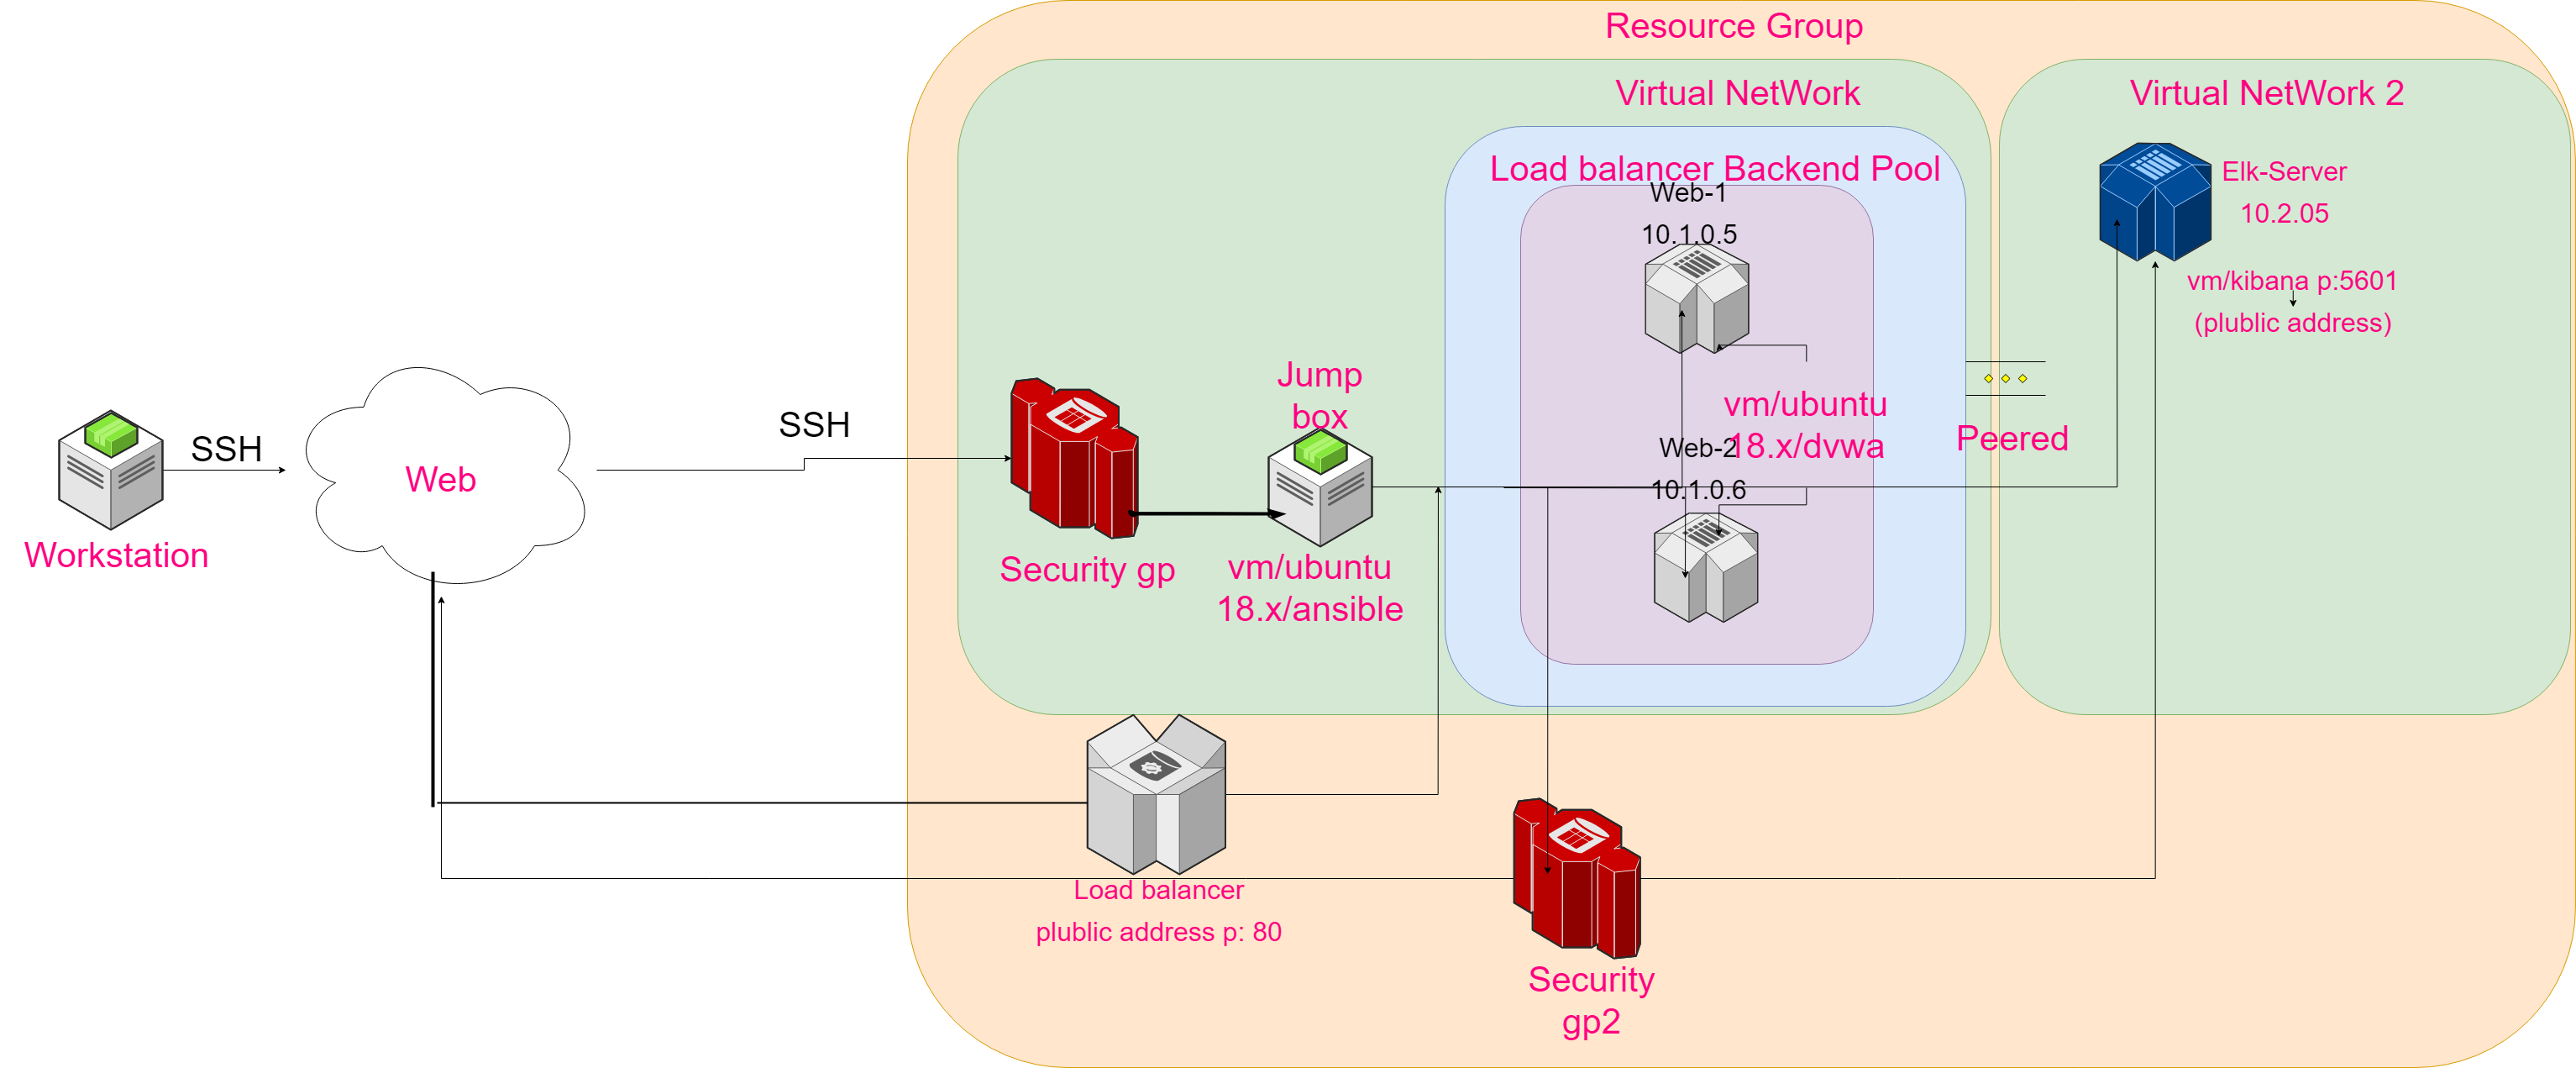 Resource Group
Virtual NetWork
Virtual NetWork 2
Load balancer Backend Pool
Web-1
10.1.0.5
Elk-Server
10.2.05
vm/kibana p:5601
(plublic address)
Jump
box
SSH
SSH
Web
Workstation
Security gp
vm/ubuntu
18.x/ansible
vm/ubuntu
18.x/dvwa
Web-2
10.1.0.6
Peered
Load balancer
plublic address p: 80
Security
gp2